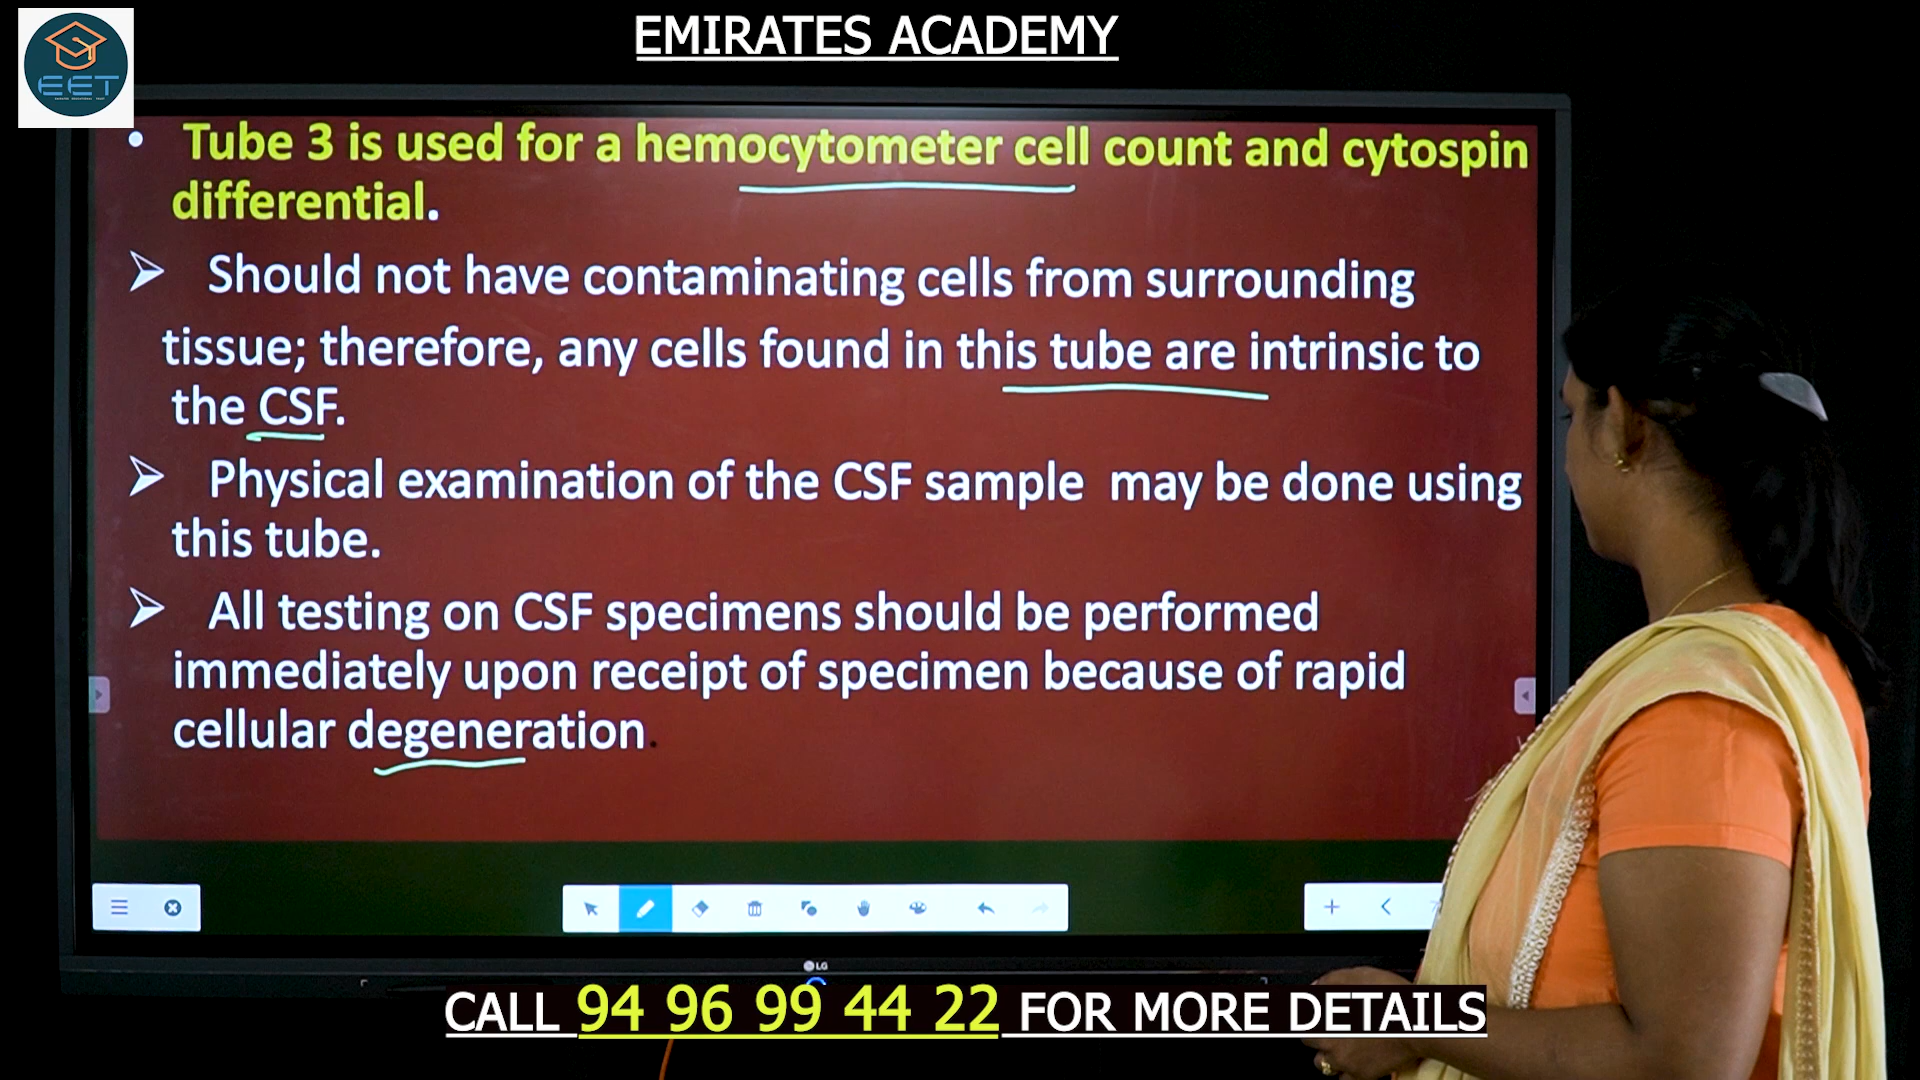 EMIRATES ACADEMY
EET
• Tube 3 is used for a hemocytometer cell count and cytospin
differential.
➢ Should not have contaminating cells from surrounding
tissue; therefore, any cells found in this tube are intrinsic to
the CSF.
➢ Physical examination of the CSF sample may be done using
this tube.
➢ All testing on CSF specimens should be performed
immediately upon receipt of specimen because of rapid
cellular degeneration.
LG
CALL 94 96 99 44 22 FOR MORE DETAILS